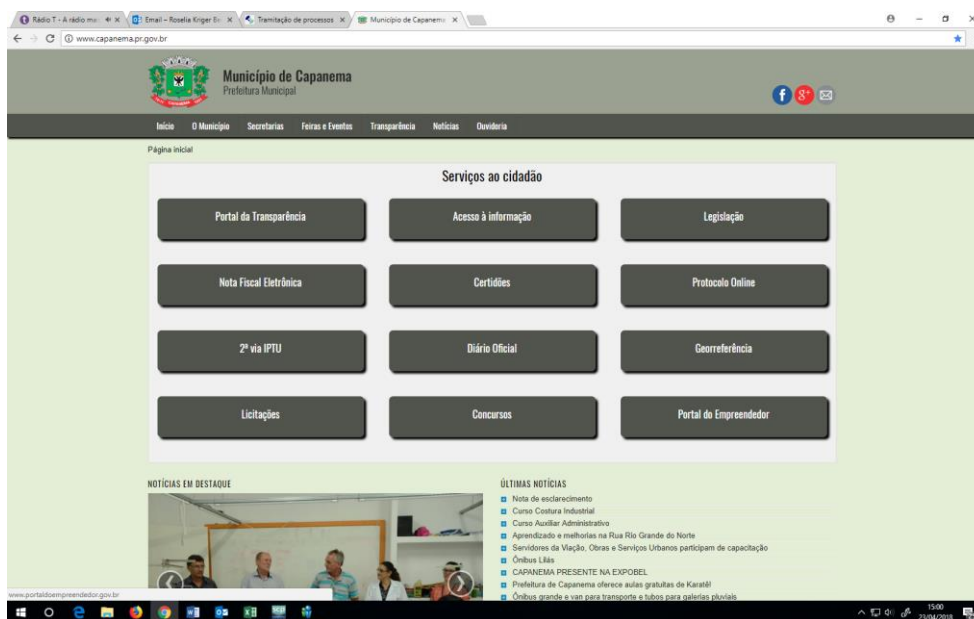 Rádio T - A rádio mai
Email – Roselia Kriger Be
Tramitação de processos
Município de Capanema
www.capanema.pr.gov.br
Município de Capanema
Prefeitura Municipal
Início O Município Secretarias Feiras e Eventos Transparência Notícias Ouvidoria
Página inicial
Serviços ao cidadão
Portal da Transparência Acesso à informação Legislação
Nota Fiscal Eletrônica Certidões Protocolo Online
2ª via IPTU Diário Oficial Georreferência
Licitações Concursos Portal do Empreendedor
NOTÍCIAS EM DESTAQUE
ÚLTIMAS NOTÍCIAS
Nota de esclarecimento
Curso Costura Industrial
Curso Auxiliar Administrativo
Aprendizado e melhorias na Rua Rio Grande do Norte
Servidores da Viação, Obras e Serviços Urbanos participam de capacitação
Ônibus Lilás
CAPANEMA PRESENTE NA EXPOBEL
Prefeitura de Capanema oferece aulas gratuitas de Karatê!
Ônibus grande e van para transporte e tubos para galerias pluviais
www.portaldoempreendedor.gov.br
15:00
23/04/2018